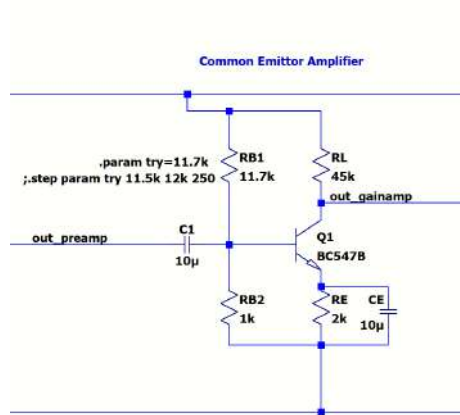 Common Emittor Amplifier
.param try=11.7k
;.step param try 11.5k 12k 250
RB1
11.7k
RL
45k
out_gainamp
out_preamp
C1
10µ
Q1
BC547B
RB2
1k
RE
2k
CE
10µ